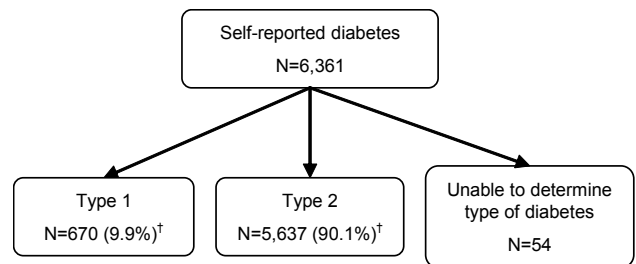 Self-reported diabetes
N=6,361
Type 1
N=670 (9.9%)†
Type 2
N=5,637 (90.1%)†
Unable to determine
type of diabetes
N=54